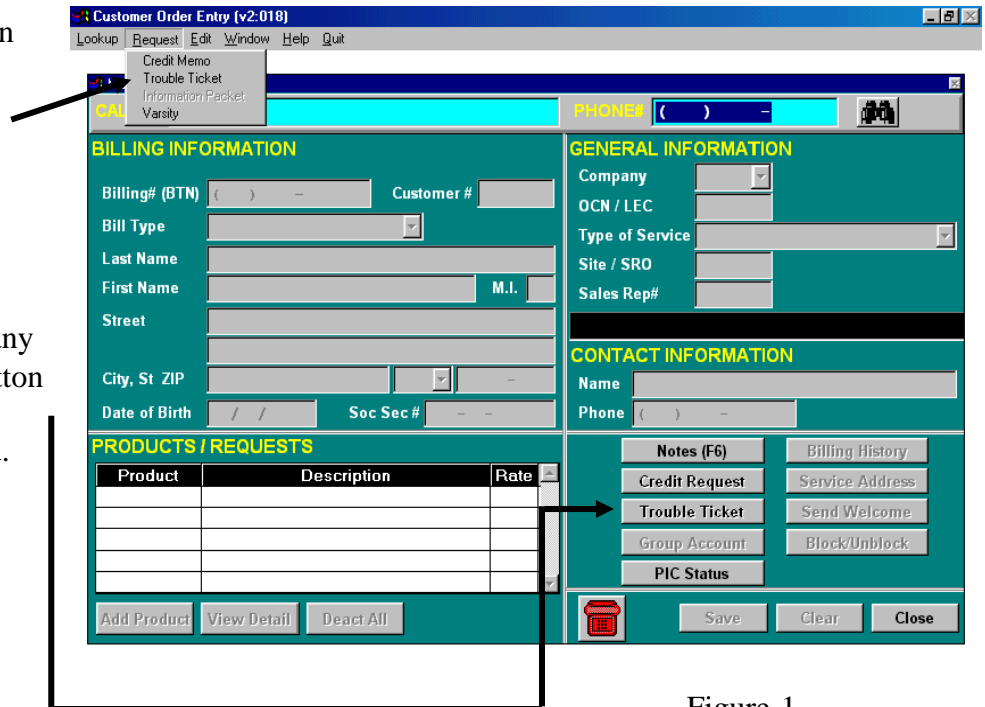 n
any
tton
.
Customer Order Entry (v2:018)
Lookup Request Edit Window Help Quit
Credit Memo
Trouble Ticket
Information Packet
Varsity
CAL
PHONE# ( ) -
BILLING INFORMATION
Billing# (BTN) ( ) - Customer #
Bill Type
Last Name
First Name M.I.
Street
City, St ZIP -
Date of Birth / / Soc Sec # - -
GENERAL INFORMATION
Company
OCN / LEC
Type of Service
Site / SRO
Sales Rep#
CONTACT INFORMATION
Name
Phone ( ) -
PRODUCTS / REQUESTS
Product Description Rate
Add Product View Detail Deact All
Notes (F6) Billing History
Credit Request Service Address
Trouble Ticket Send Welcome
Group Account Block/Unblock
PIC Status
Save Clear Close
Figure 1